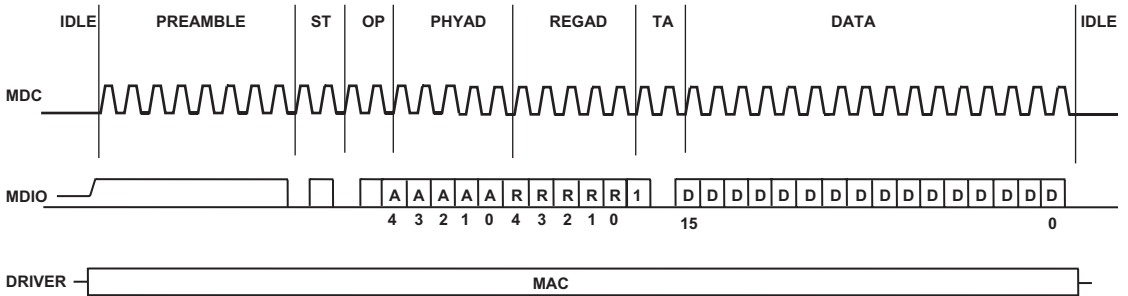 IDLE PREAMBLE ST OP PHYAD REGAD TA DATA IDLE
MDC
MDIO A A A A A R R R R R 1 D D D D D D D D D D D D D D D D
4 3 2 1 0 4 3 2 1 0 15 0
DRIVER MAC